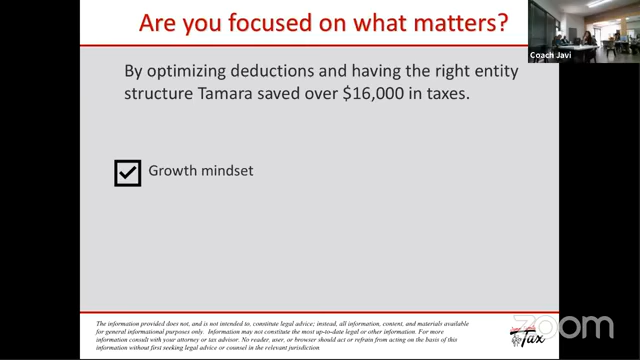 Are you focused on what matters?
Coach Javi
By optimizing deductions and having the right entity
structure Tamara saved over $16,000 in taxes.
Growth mindset
The information provided does not, and is not intended to, constitute legal advice; instead, all information, content, and materials available
for general informational purposes only. Information may not constitute the most up-to-date legal or other information. For more
information consult with your attorney or tax advisor. No reader, user, or browser should act or refrain from acting on the basis of this
information without first seeking legal advice or counsel in the relevant jurisdiction.
Tax
zoom